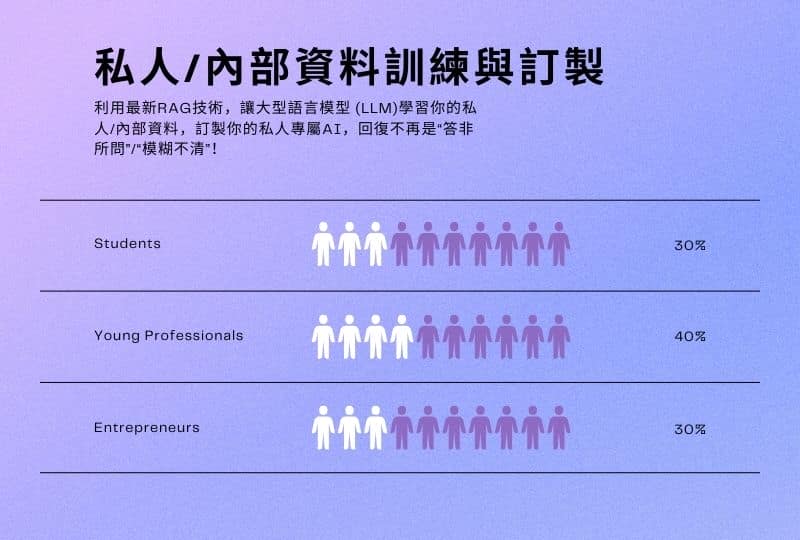 私人/內部資料訓練與訂製
利用最新RAG技術，讓大型語言模型 (LLM)學習你的私
人/內部資料，訂製你的私人專屬AI，回復不再是“答非
所問”/“模糊不清”！
Students 30%
Young Professionals 40%
Entrepreneurs 30%